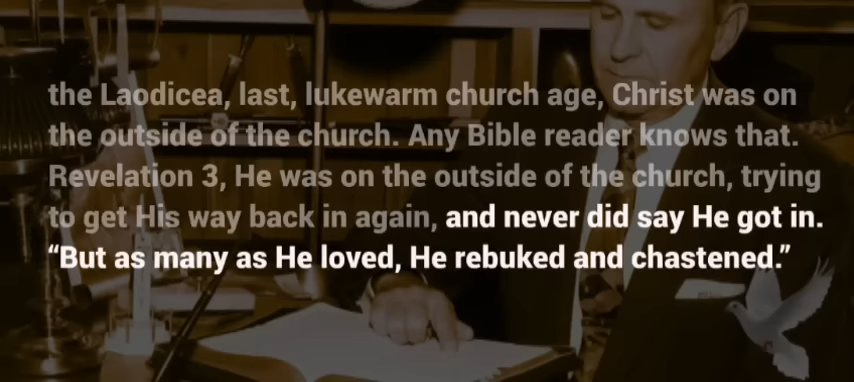 the Laodicea, last, lukewarm church age, Christ was on
the outside of the church. Any Bible reader knows that.
Revelation 3, He was on the outside of the church, trying
to get His way back in again, and never did say He got in.
“But as many as He loved, He rebuked and chastened.”